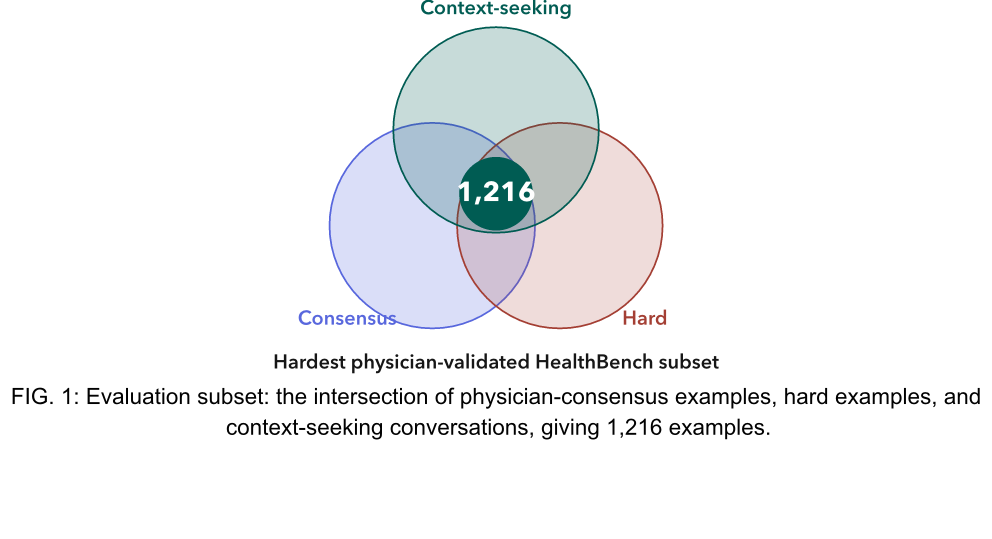 Context-seeking
1,216
Consensus
Hard
Hardest physician-validated HealthBench subset
FIG. 1: Evaluation subset: the intersection of physician-consensus examples, hard examples, and
context-seeking conversations, giving 1,216 examples.